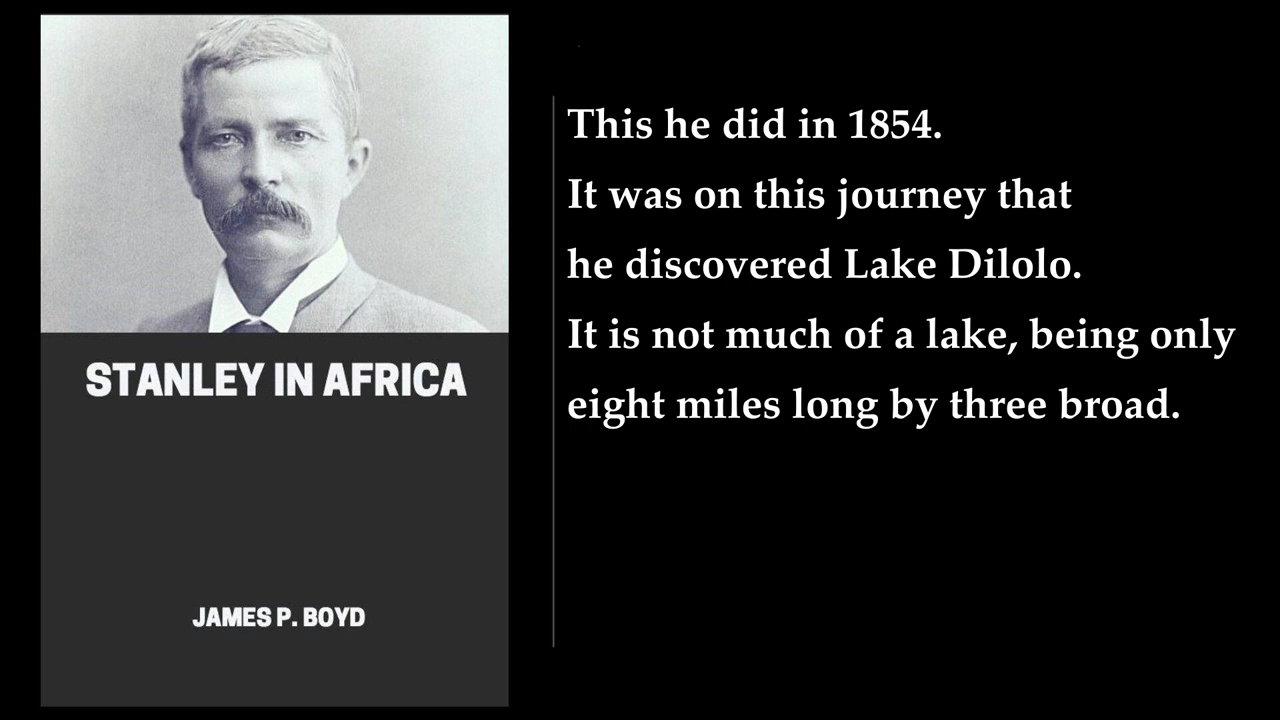 STANLEY IN AFRICA
JAMES P. BOYD
This he did in 1854.
It was on this journey that
he discovered Lake Dilolo.
It is not much of a lake, being only
eight miles long by three broad.